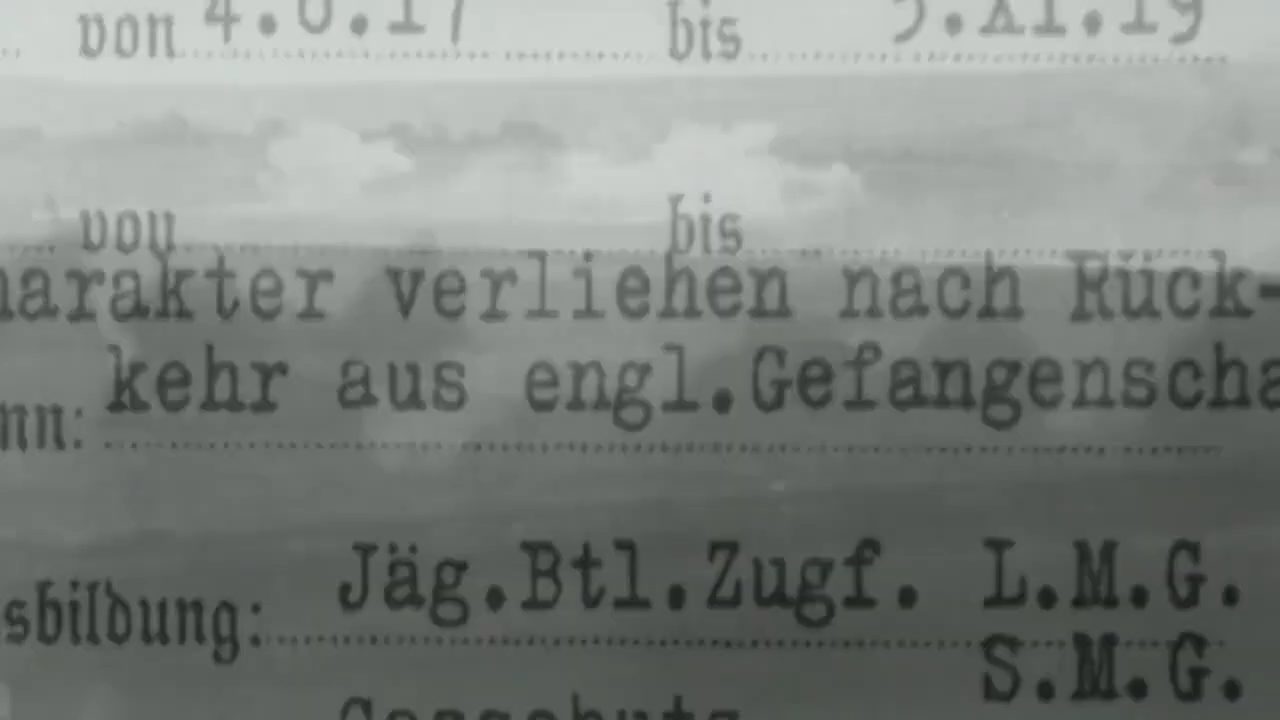 von 4.6.17 bis 5.XI.19
von bis
harakter verliehen nach Rück-
kehr aus engl.Gefangenscha
nn:
sbildung: Jäg.Btl.Zugf. L.M.G.
S.M.G.
Gasschutz